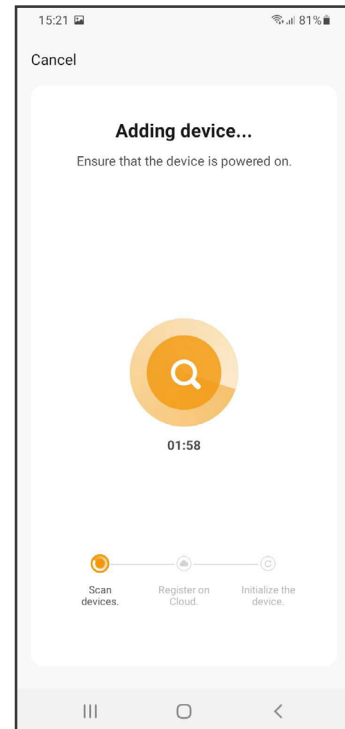 15:21 81%
Cancel
Adding device...
Ensure that the device is powered on.
01:58
Scan devices.
Register on Cloud.
Initialize the device.